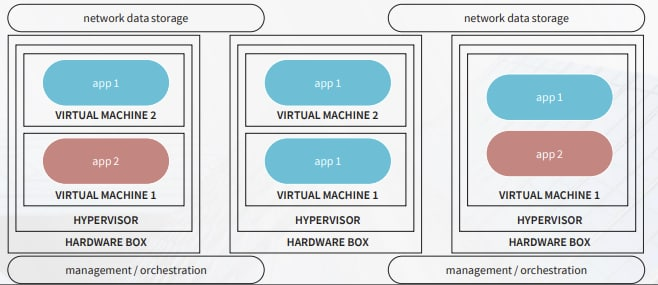 network data storage
network data storage
app 1
VIRTUAL MACHINE 2
app 2
VIRTUAL MACHINE 1
HYPERVISOR
HARDWARE BOX
app 1
VIRTUAL MACHINE 2
app 1
VIRTUAL MACHINE 1
HYPERVISOR
HARDWARE BOX
app 1
app 2
VIRTUAL MACHINE 1
HYPERVISOR
HARDWARE BOX
management / orchestration
management / orchestration